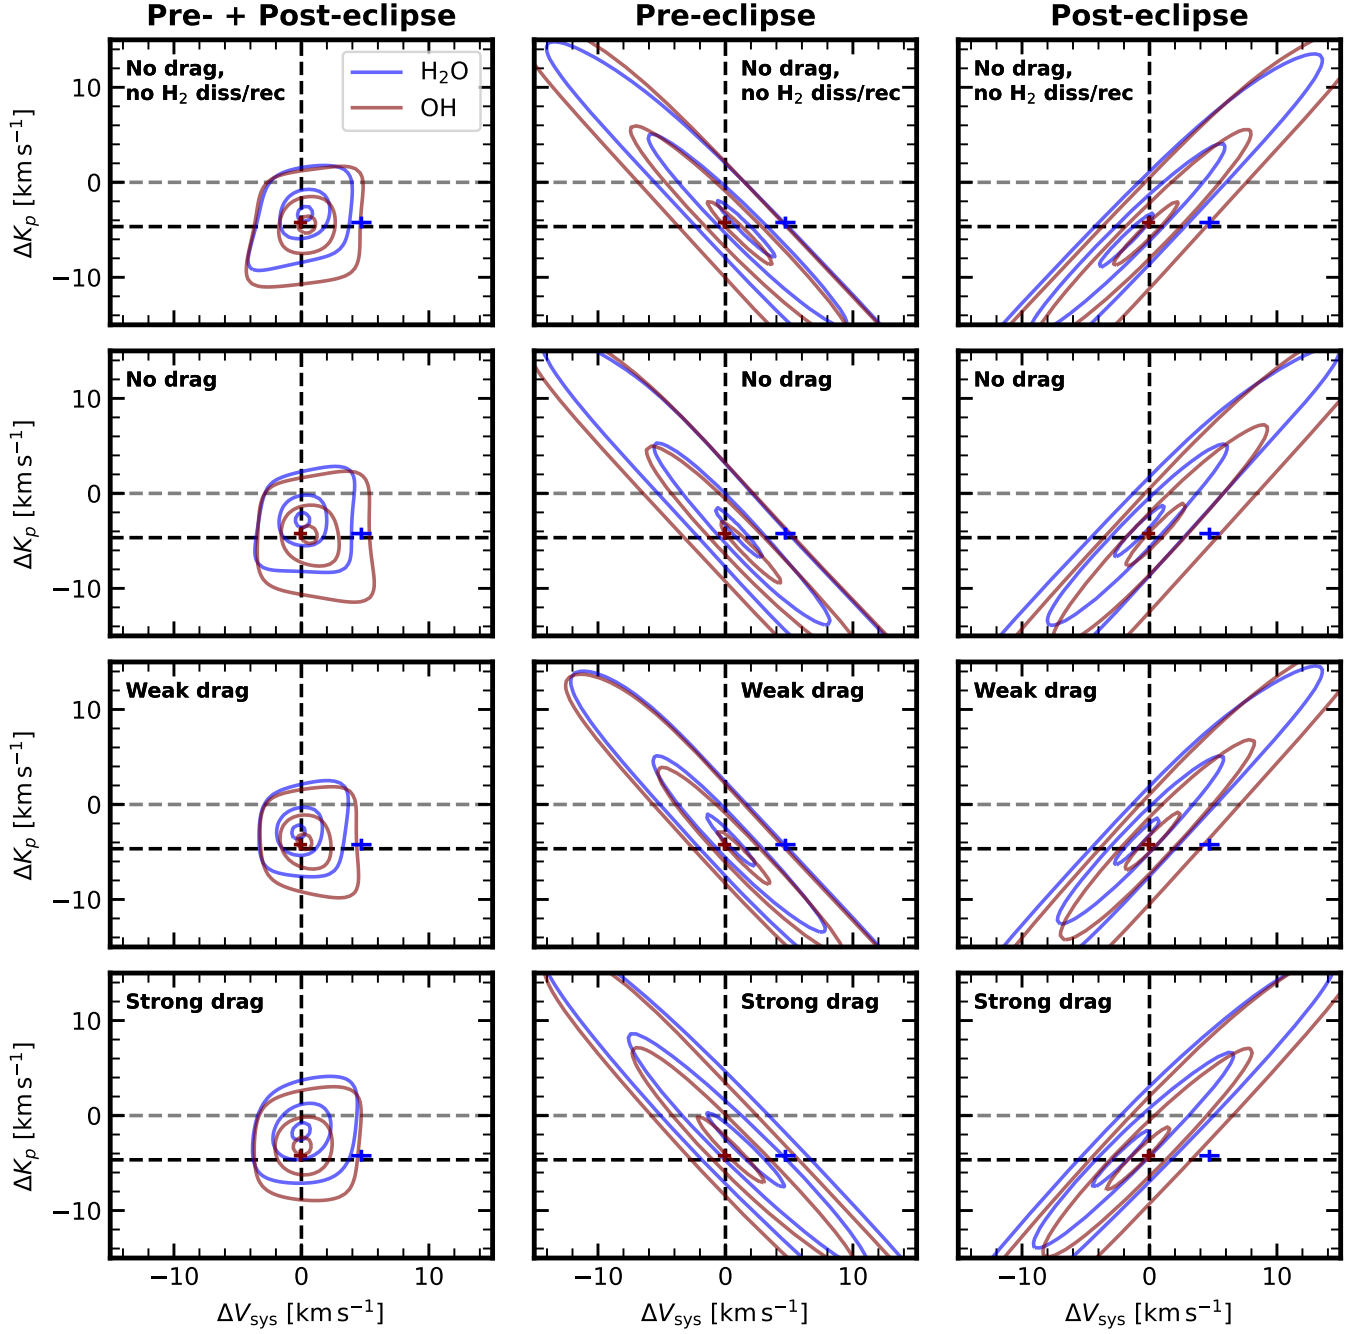 Pre- + Post-eclipse Pre-eclipse Post-eclipse
No drag,
no H₂ diss/rec
H₂O
OH
No drag,
no H₂ diss/rec
No drag,
no H₂ diss/rec
10
0
−10
ΔKₚ [km s⁻¹]
No drag No drag No drag
10
0
−10
ΔKₚ [km s⁻¹]
Weak drag Weak drag Weak drag
10
0
−10
ΔKₚ [km s⁻¹]
Strong drag Strong drag Strong drag
10
0
−10
ΔKₚ [km s⁻¹]
−10 0 10 −10 0 10 −10 0 10
ΔV_sys [km s⁻¹] ΔV_sys [km s⁻¹] ΔV_sys [km s⁻¹]